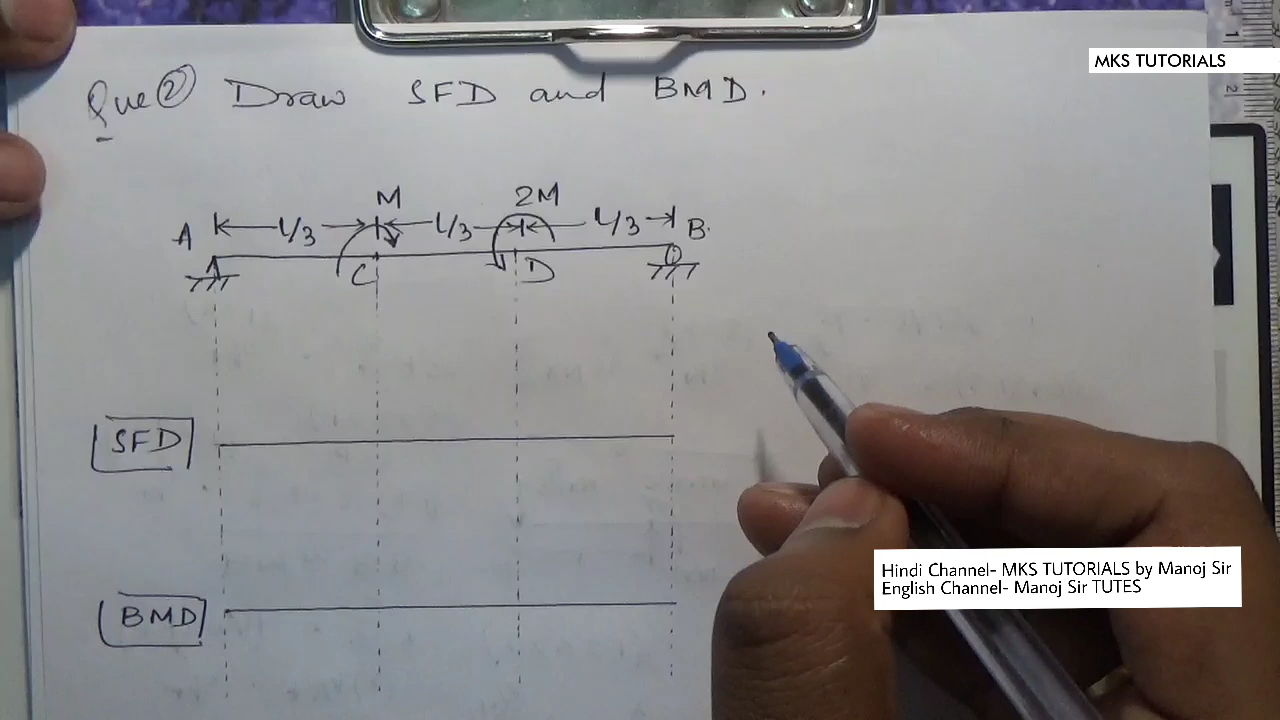 MKS TUTORIALS
Que② Draw SFD and BMD.
M 2M
A L/3 L/3 L/3 B.
C D
SFD
Hindi Channel- MKS TUTORIALS by Manoj Sir
English Channel- Manoj Sir TUTES
BMD